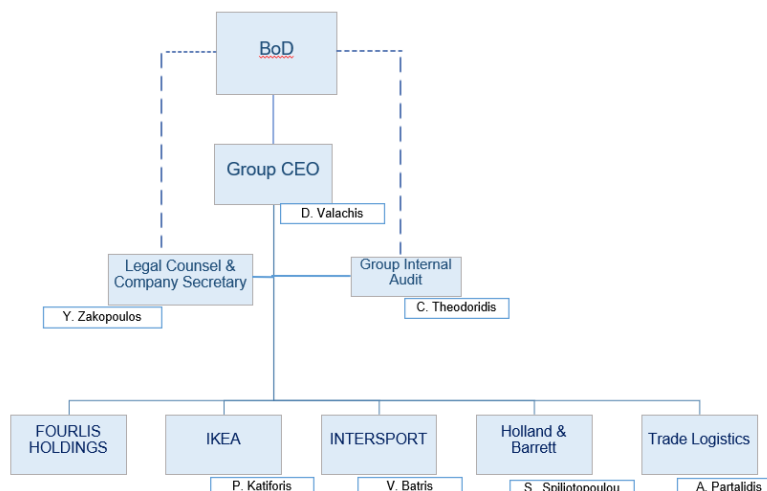 BoD
Group CEO
D. Valachis
Legal Counsel &
Company Secretary
Y. Zakopoulos
Group Internal
Audit
C. Theodoridis
FOURLIS
HOLDINGS
IKEA
P. Katiforis
INTERSPORT
V. Batris
Holland &
Barrett
S. Spiliotopoulou
Trade Logistics
A. Partalidis